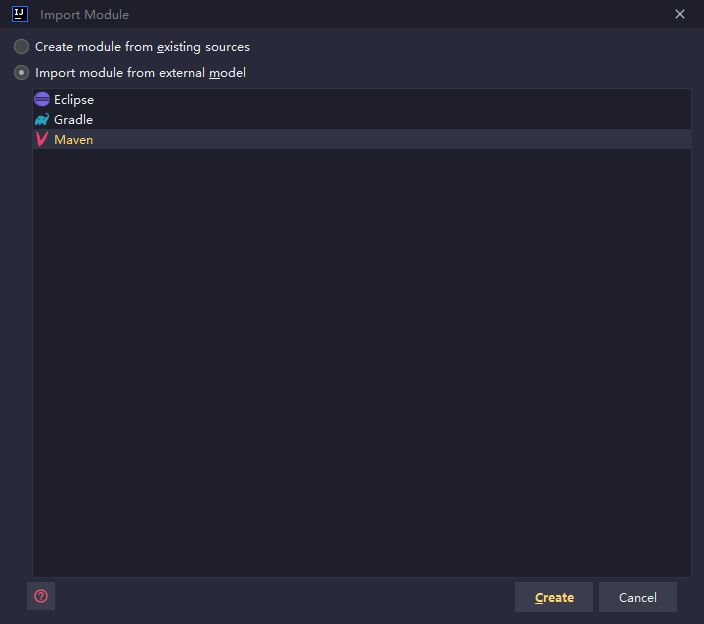 IJ
Import Module
Create module from existing sources
Import module from external model
Eclipse
Gradle
Maven
?
Create
Cancel